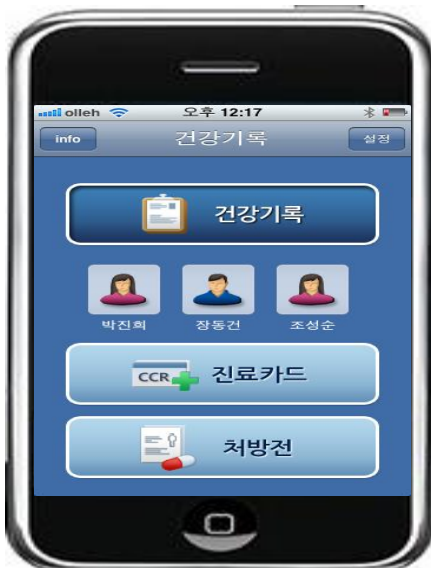 olleh 오후 12:17
info 건강기록 설정
건강기록
박진희 장동건 조성순
CCR 진료카드
처방전